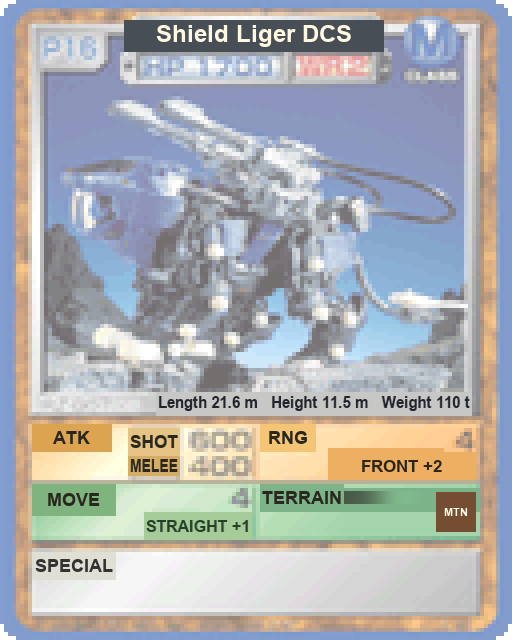 Shield Liger DCS
P16
HP 1700
M
CLASS
Length 21.6 m Height 11.5 m Weight 110 t
ATK
SHOT 600
MELEE 400
RNG 4
FRONT +2
MOVE 4
STRAIGHT +1
TERRAIN
MTN
SPECIAL